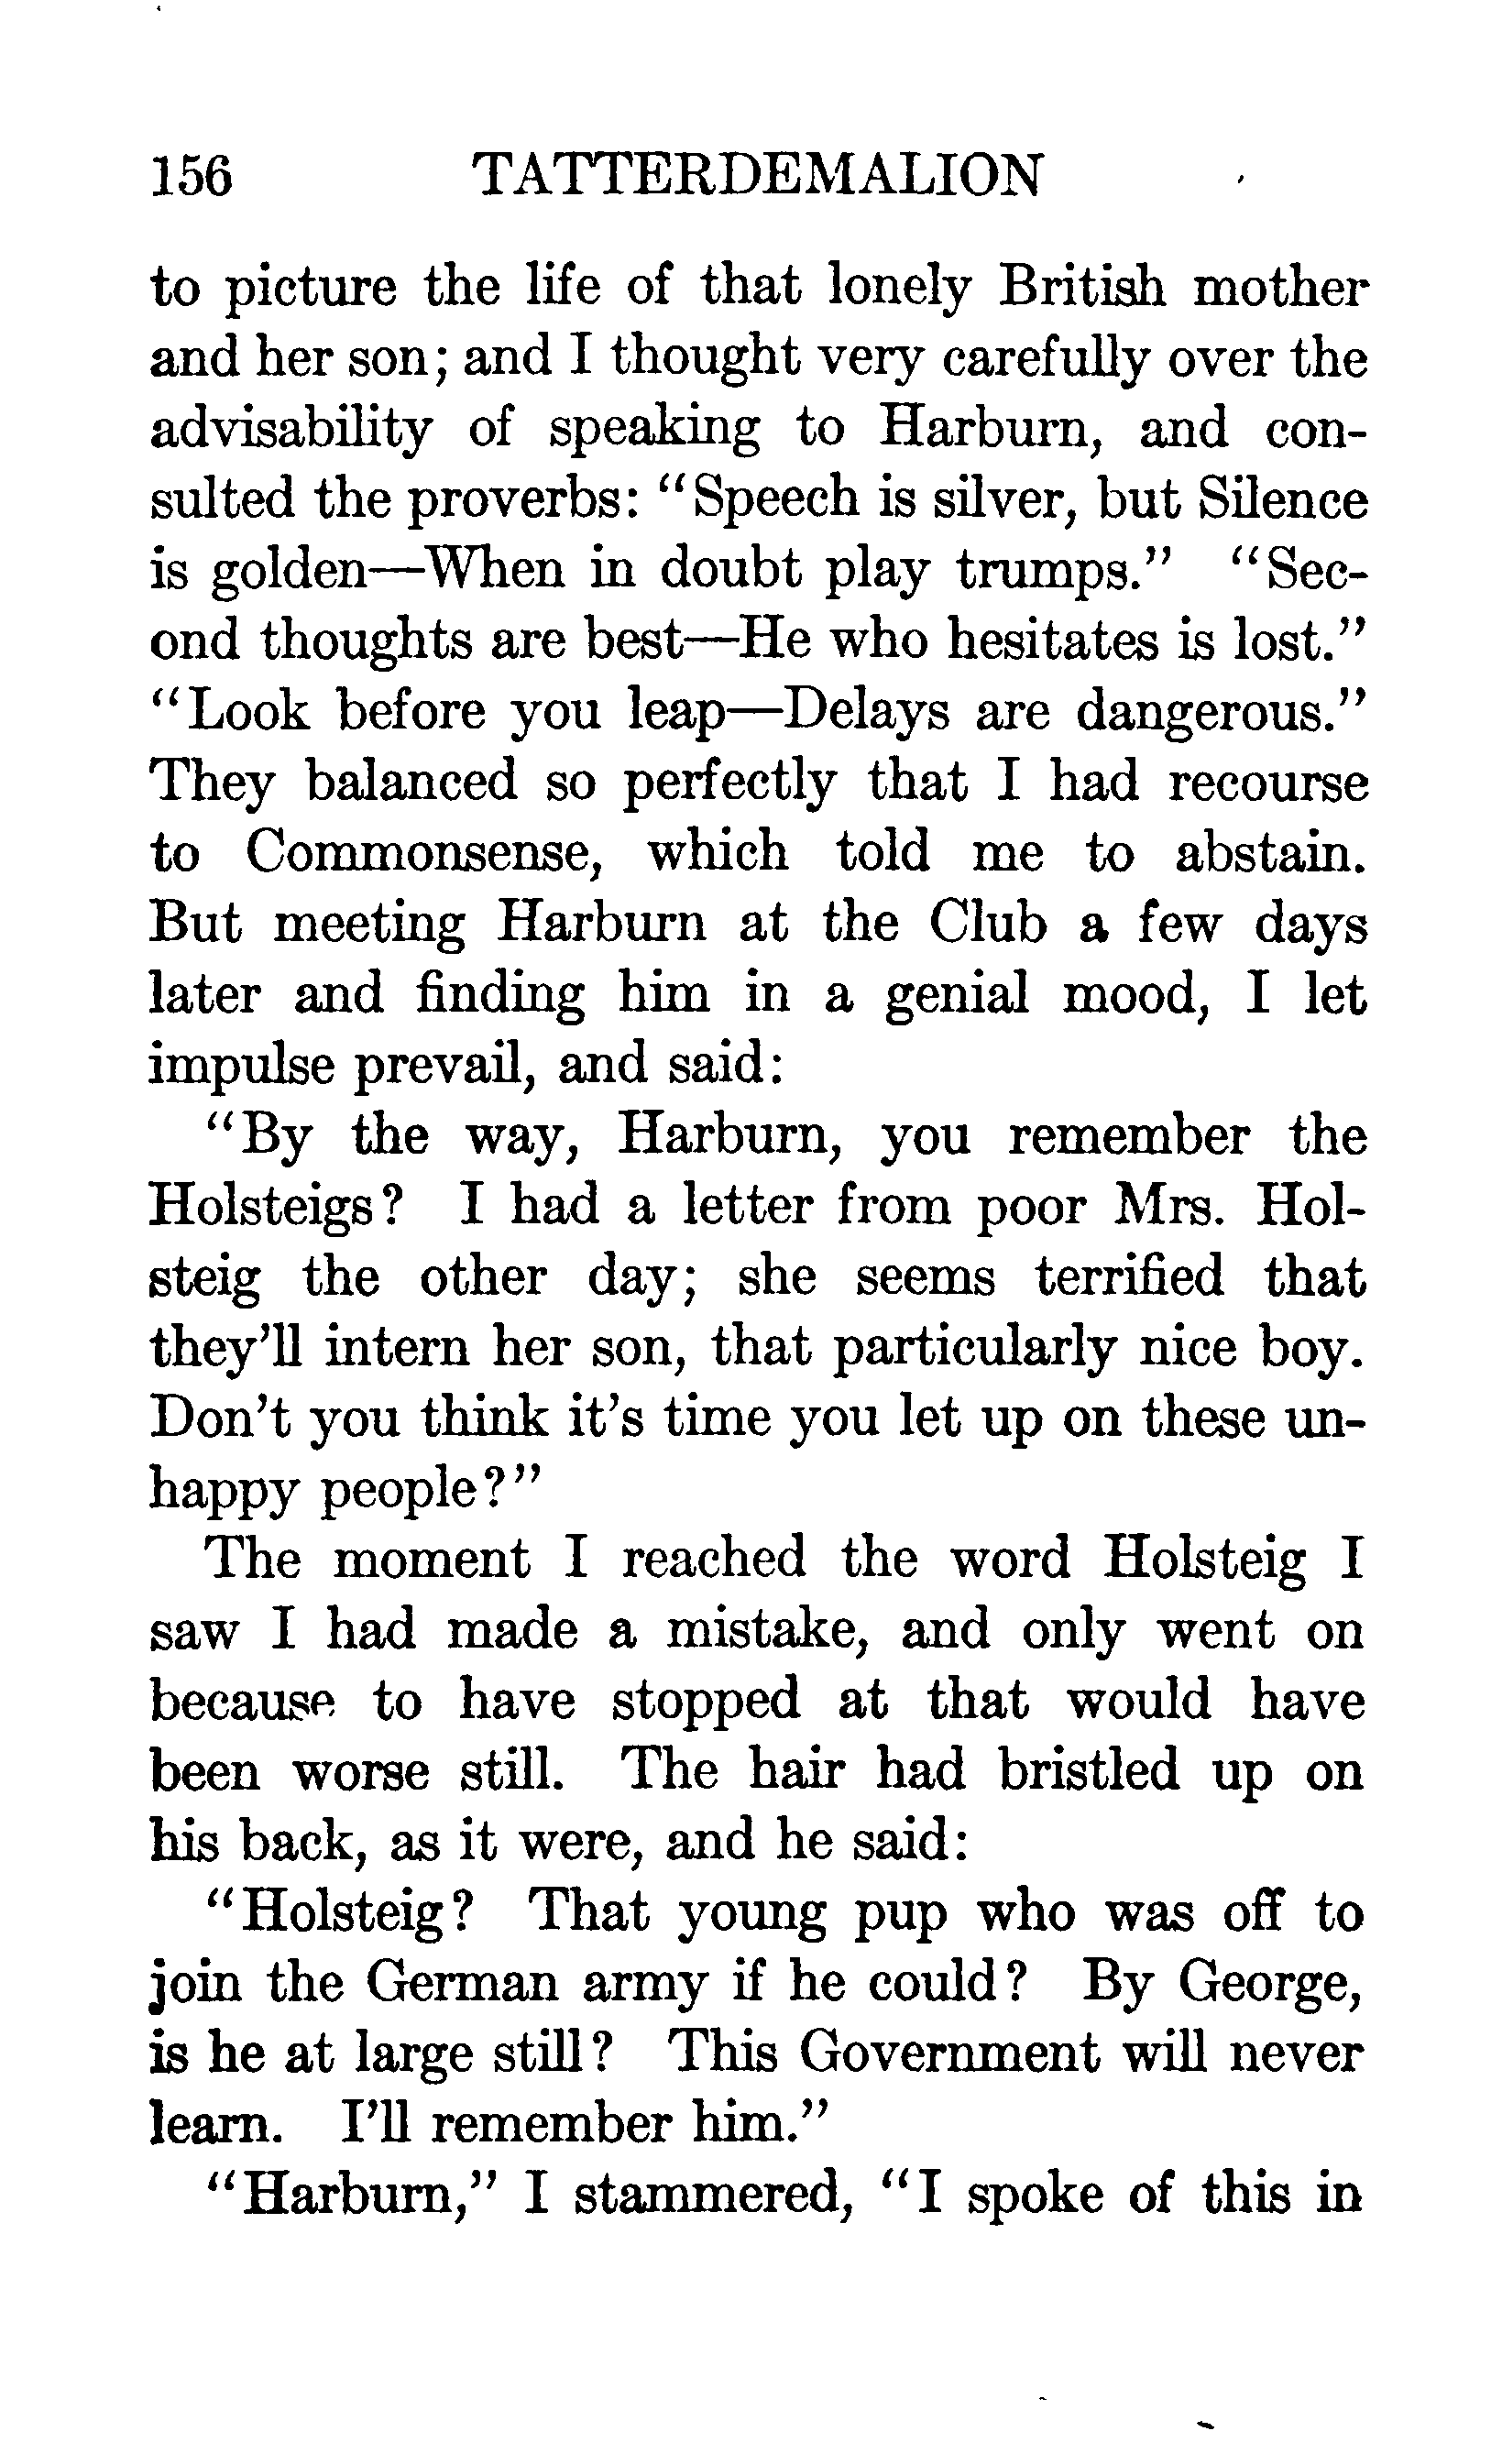 156 TATTERDEMALION
to picture the life of that lonely British mother
and her son; and I thought very carefully over the
advisability of speaking to Harburn, and con-
sulted the proverbs: "Speech is silver, but Silence
is golden—When in doubt play trumps." "Sec-
ond thoughts are best—He who hesitates is lost."
"Look before you leap—Delays are dangerous."
They balanced so perfectly that I had recourse
to Commonsense, which told me to abstain.
But meeting Harburn at the Club a few days
later and finding him in a genial mood, I let
impulse prevail, and said:
"By the way, Harburn, you remember the
Holsteigs? I had a letter from poor Mrs. Hol-
steig the other day; she seems terrified that
they'll intern her son, that particularly nice boy.
Don't you think it's time you let up on these un-
happy people?"
The moment I reached the word Holsteig I
saw I had made a mistake, and only went on
because to have stopped at that would have
been worse still. The hair had bristled up on
his back, as it were, and he said:
"Holsteig? That young pup who was off to
join the German army if he could? By George,
is he at large still? This Government will never
learn. I'll remember him."
"Harburn," I stammered, "I spoke of this in